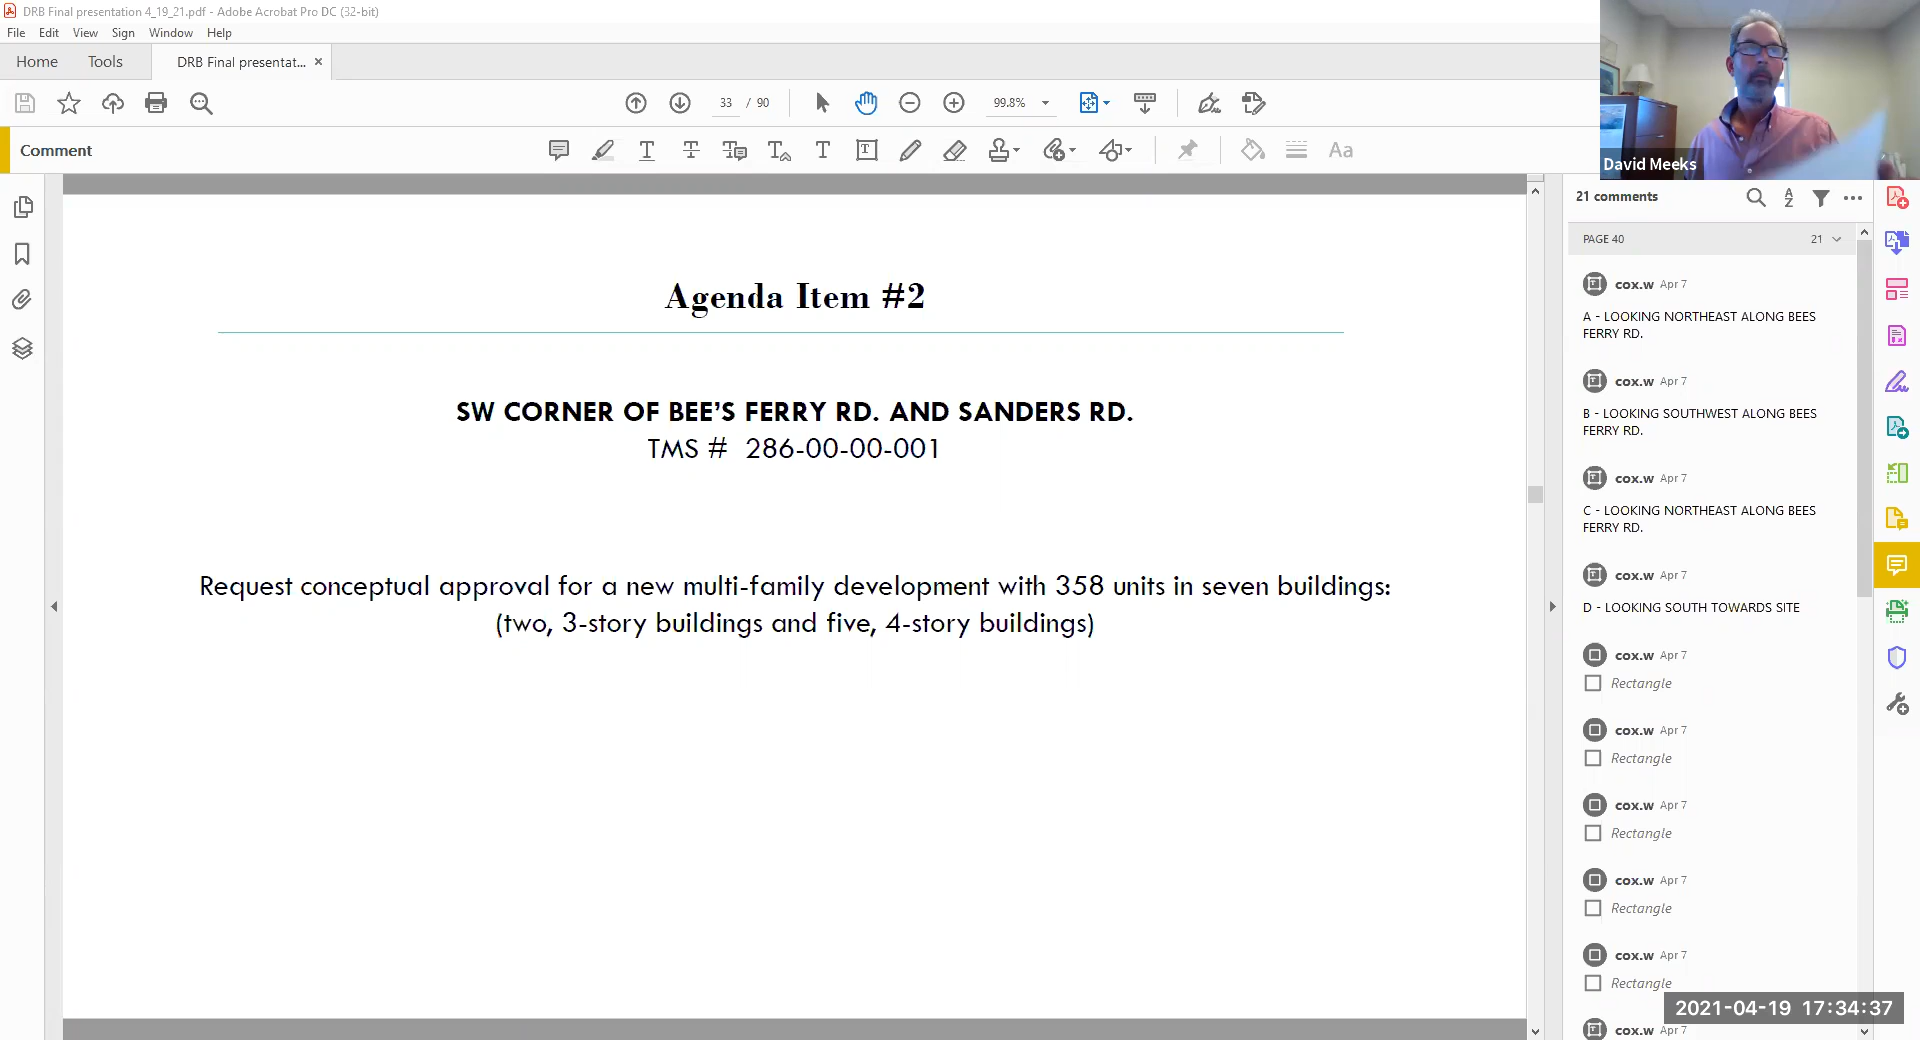 DRB Final presentation 4_19_21.pdf - Adobe Acrobat Pro DC (32-bit)
File Edit View Sign Window Help
Home Tools DRB Final presentat... ×
33 / 90 99.8%
Comment
Aa
David Meeks
Agenda Item #2
SW CORNER OF BEE’S FERRY RD. AND SANDERS RD.
TMS # 286-00-00-001
Request conceptual approval for a new multi-family development with 358 units in seven buildings:
(two, 3-story buildings and five, 4-story buildings)
21 comments
PAGE 40 21
cox.w Apr 7
A - LOOKING NORTHEAST ALONG BEES
FERRY RD.
cox.w Apr 7
B - LOOKING SOUTHWEST ALONG BEES
FERRY RD.
cox.w Apr 7
C - LOOKING NORTHEAST ALONG BEES
FERRY RD.
cox.w Apr 7
D - LOOKING SOUTH TOWARDS SITE
cox.w Apr 7
Rectangle
cox.w Apr 7
Rectangle
cox.w Apr 7
Rectangle
cox.w Apr 7
Rectangle
cox.w Apr 7
Rectangle
2021-04-19 17:34:37
cox.w Apr 7